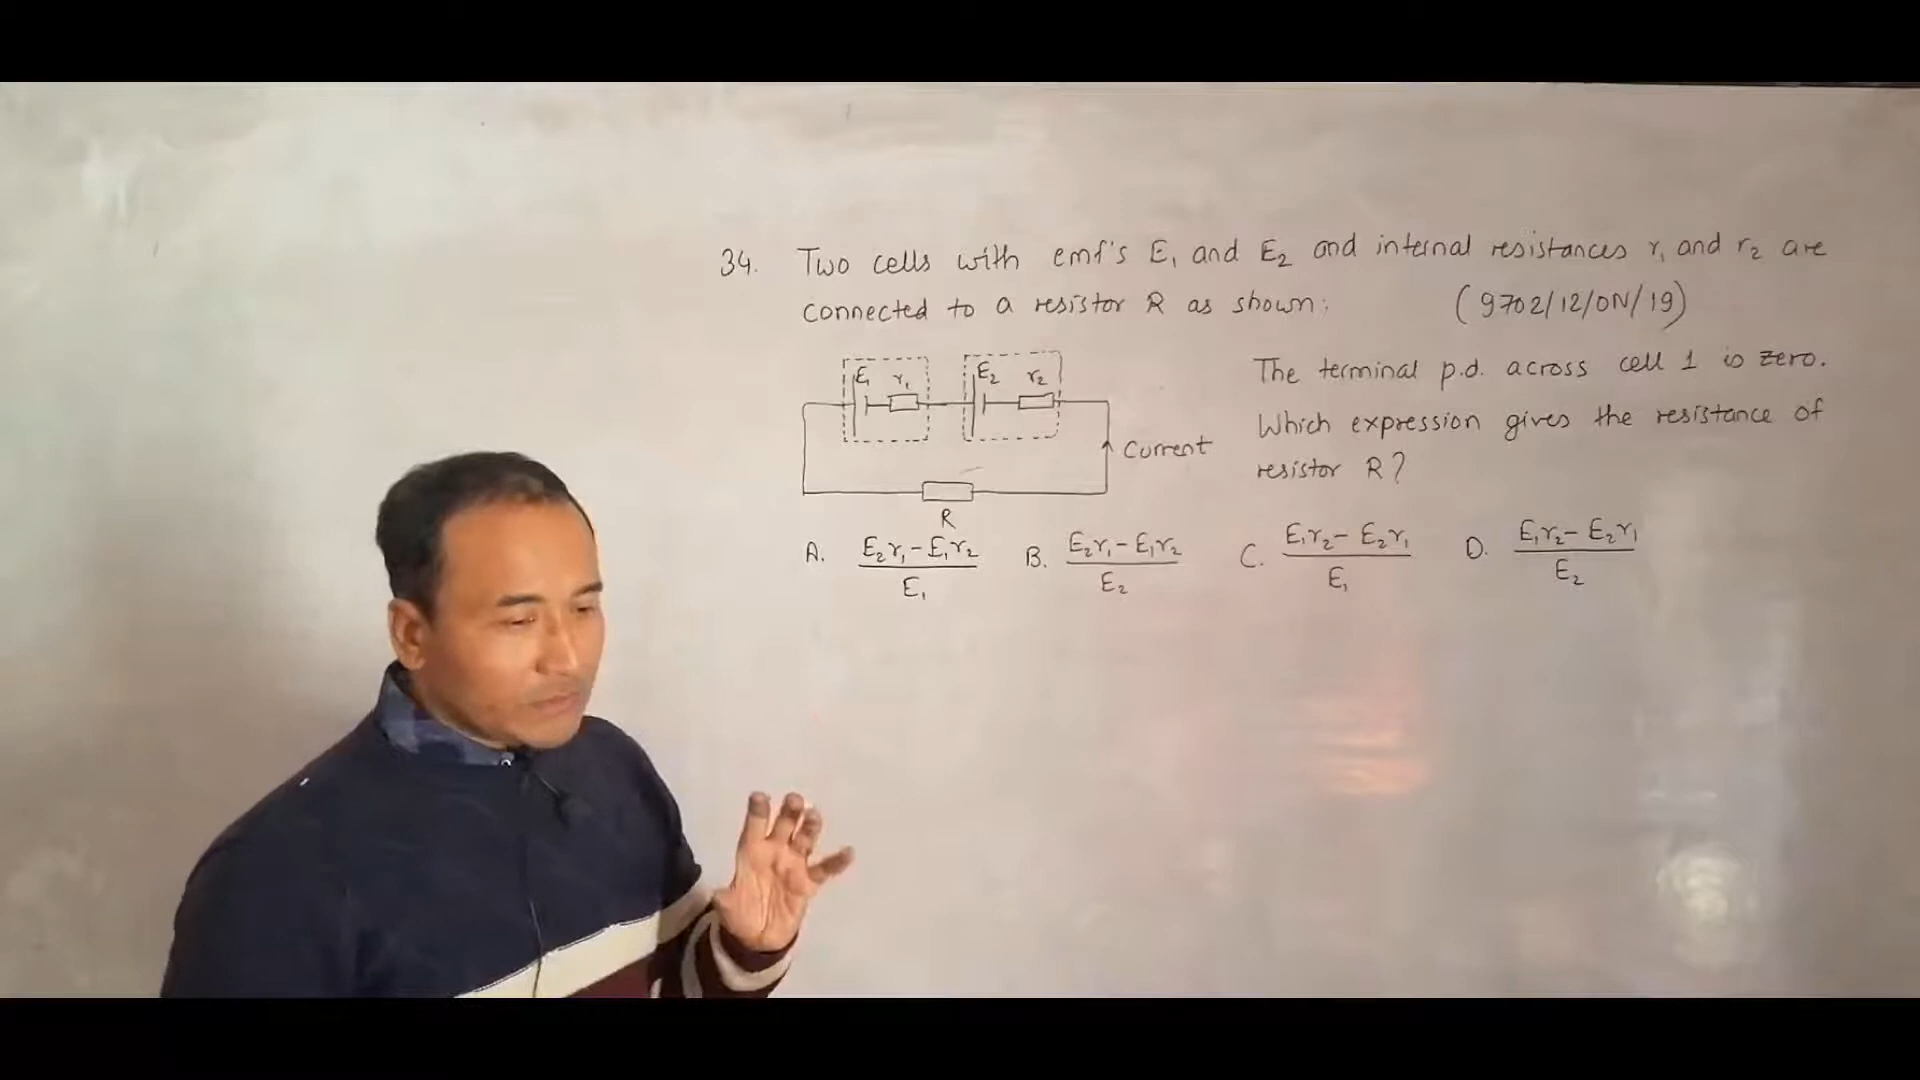 34. Two cells with emf's E₁ and E₂ and internal resistances r₁ and r₂ are
connected to a resistor R as shown: (9702/12/ON/19)
E₁ r₁ E₂ r₂
Current
R
The terminal p.d. across cell 1 is zero.
Which expression gives the resistance of
resistor R?
A. (E₂r₁ - E₁r₂)/E₁ B. (E₂r₁ - E₁r₂)/E₂ C. (E₁r₂ - E₂r₁)/E₁ D. (E₁r₂ - E₂r₁)/E₂